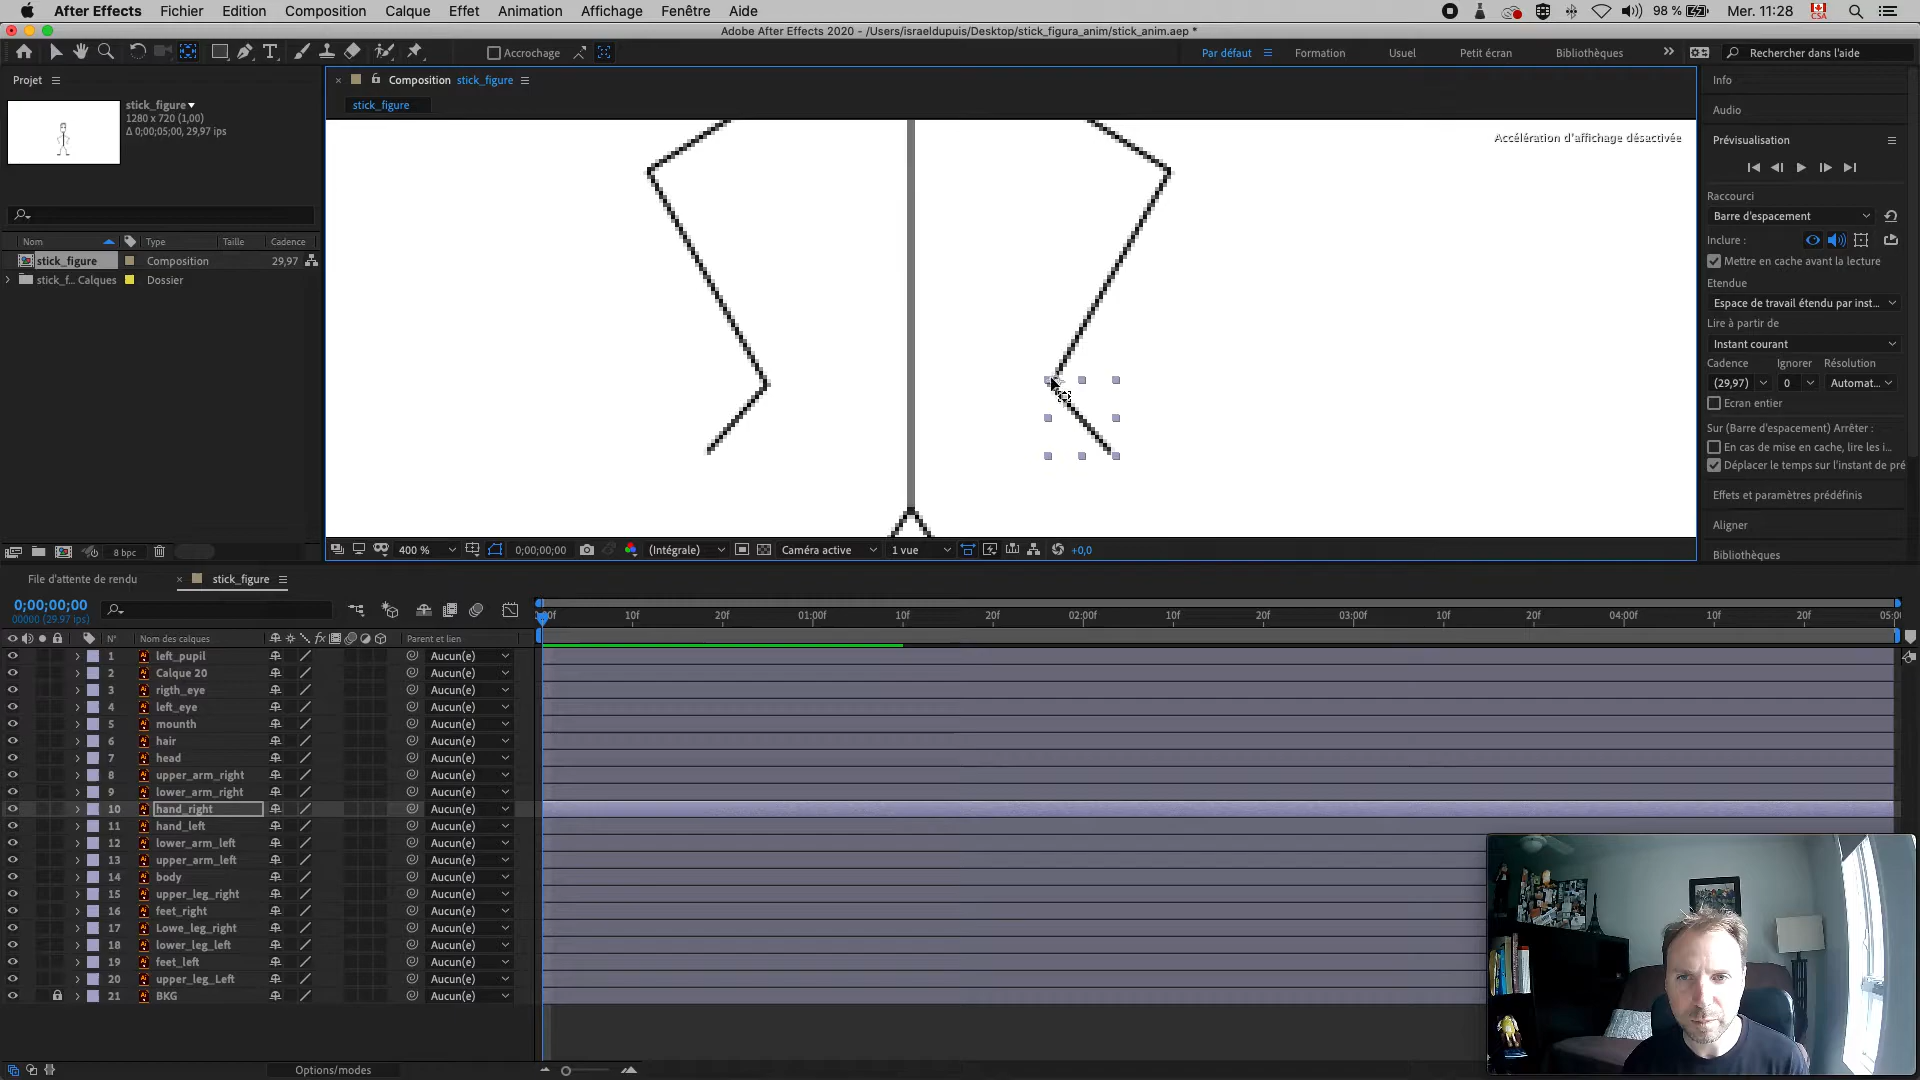 After Effects Fichier Edition Composition Calque Effet Animation Affichage Fenêtre Aide 98 % Mer. 11:28 CSA
Adobe After Effects 2020 - /Users/israeldupuis/Desktop/stick_figura_anim/stick_anim.aep *
Accrochage Par défaut Formation Usuel Petit écran Bibliothèques Rechercher dans l'aide
Projet
stick_figure
1280 x 720 (1,00)
Δ 0;00;05;00, 29,97 ips
Nom Type Taille Cadence
stick_figure Composition 29,97
stick_f... Calques Dossier
8 bpc
Composition stick_figure
stick_figure
Accélération d'affichage désactivée
400 % 0;00;00;00 (Intégrale) Caméra active 1 vue +0,0
Info
Audio
Prévisualisation
Raccourci
Barre d'espacement
Inclure :
Mettre en cache avant la lecture
Etendue
Espace de travail étendu par inst...
Lire à partir de
Instant courant
Cadence Ignorer Résolution
(29,97) 0 Automat...
Ecran entier
Sur (Barre d'espacement) Arrêter :
En cas de mise en cache, lire les i...
Déplacer le temps sur l'instant de pré
Effets et paramètres prédéfinis
Aligner
Bibliothèques
File d'attente de rendu stick_figure
0;00;00;00
00000 (29.97 ips)
:00f 10f 20f 01:00f 10f 20f 02:00f 10f 20f 03:00f 10f 20f 04:00f 10f 20f 05:0
N° Nom des calques Parent et lien
1 left_pupil Aucun(e)
2 Calque 20 Aucun(e)
3 rigth_eye Aucun(e)
4 left_eye Aucun(e)
5 mounth Aucun(e)
6 hair Aucun(e)
7 head Aucun(e)
8 upper_arm_right Aucun(e)
9 lower_arm_right Aucun(e)
10 hand_right Aucun(e)
11 hand_left Aucun(e)
12 lower_arm_left Aucun(e)
13 upper_arm_left Aucun(e)
14 body Aucun(e)
15 upper_leg_right Aucun(e)
16 feet_right Aucun(e)
17 Lowe_leg_right Aucun(e)
18 lower_leg_left Aucun(e)
19 feet_left Aucun(e)
20 upper_leg_Left Aucun(e)
21 BKG Aucun(e)
Options/modes